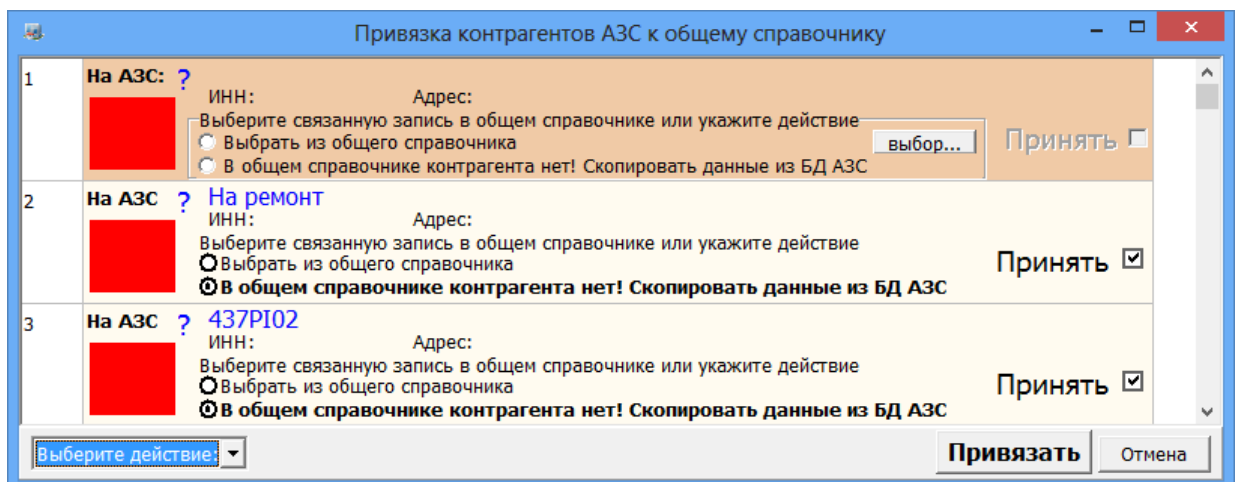 Привязка контрагентов АЗС к общему справочнику
1 На АЗС: ?
ИНН: Адрес:
Выберите связанную запись в общем справочнике или укажите действие
Выбрать из общего справочника выбор... Принять
В общем справочнике контрагента нет! Скопировать данные из БД АЗС
2 На АЗС ? На ремонт
ИНН: Адрес:
Выберите связанную запись в общем справочнике или укажите действие
Выбрать из общего справочника Принять
В общем справочнике контрагента нет! Скопировать данные из БД АЗС
3 На АЗС ? 437PI02
ИНН: Адрес:
Выберите связанную запись в общем справочнике или укажите действие
Выбрать из общего справочника Принять
В общем справочнике контрагента нет! Скопировать данные из БД АЗС
Выберите действие: Привязать Отмена